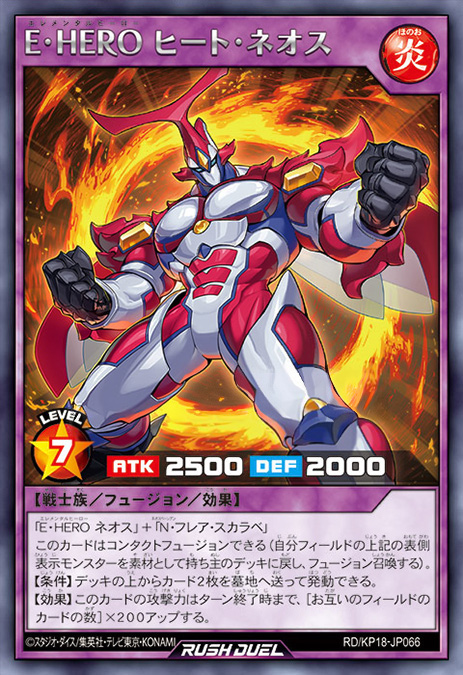 エレメンタルヒーロー
E・HERO ヒート・ネオス
ほのお
炎
LEVEL
7
ATK 2500 DEF 2000
【戦士族／フュージョン／効果】
「E・HERO ネオス」＋「N・フレア・スカラベ」
このカードはコンタクトフュージョンできる（自分フィールドの上記の表側
表示モンスターを素材として持ち主のデッキに戻し、フュージョン召喚する）。
【条件】デッキの上からカード2枚を墓地へ送って発動できる。
【効果】このカードの攻撃力はターン終了時まで、［お互いのフィールドの
カードの数］×200アップする。
©スタジオ・ダイス/集英社・テレビ東京・KONAMI
RUSH DUEL
RD/KP18-JP066